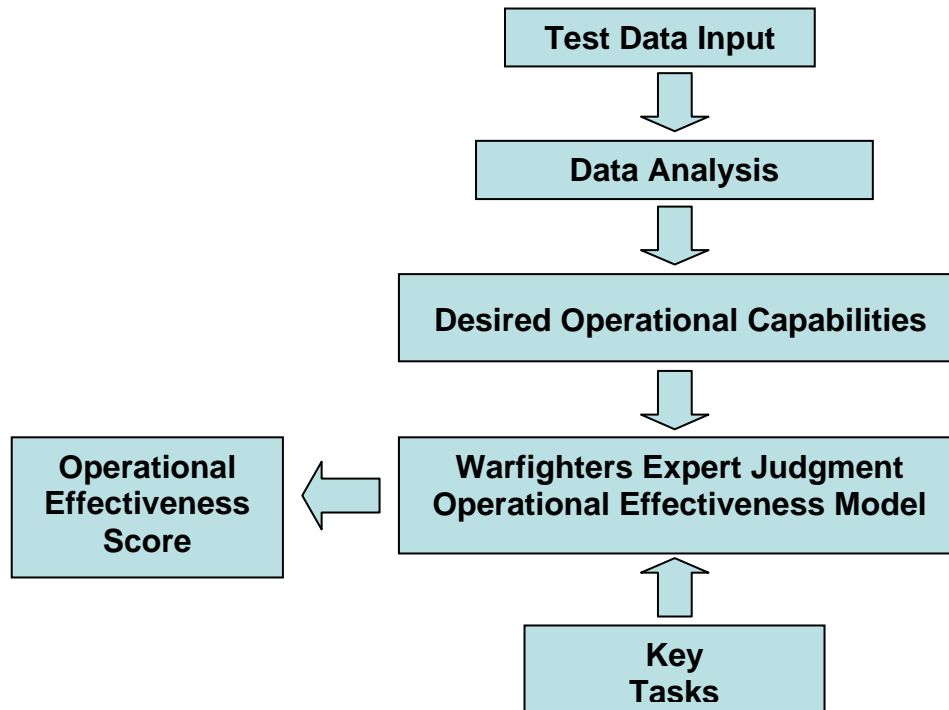 Test Data Input
Data Analysis
Desired Operational Capabilities
Operational
Effectiveness
Score
Warfighters Expert Judgment
Operational Effectiveness Model
Key
Tasks